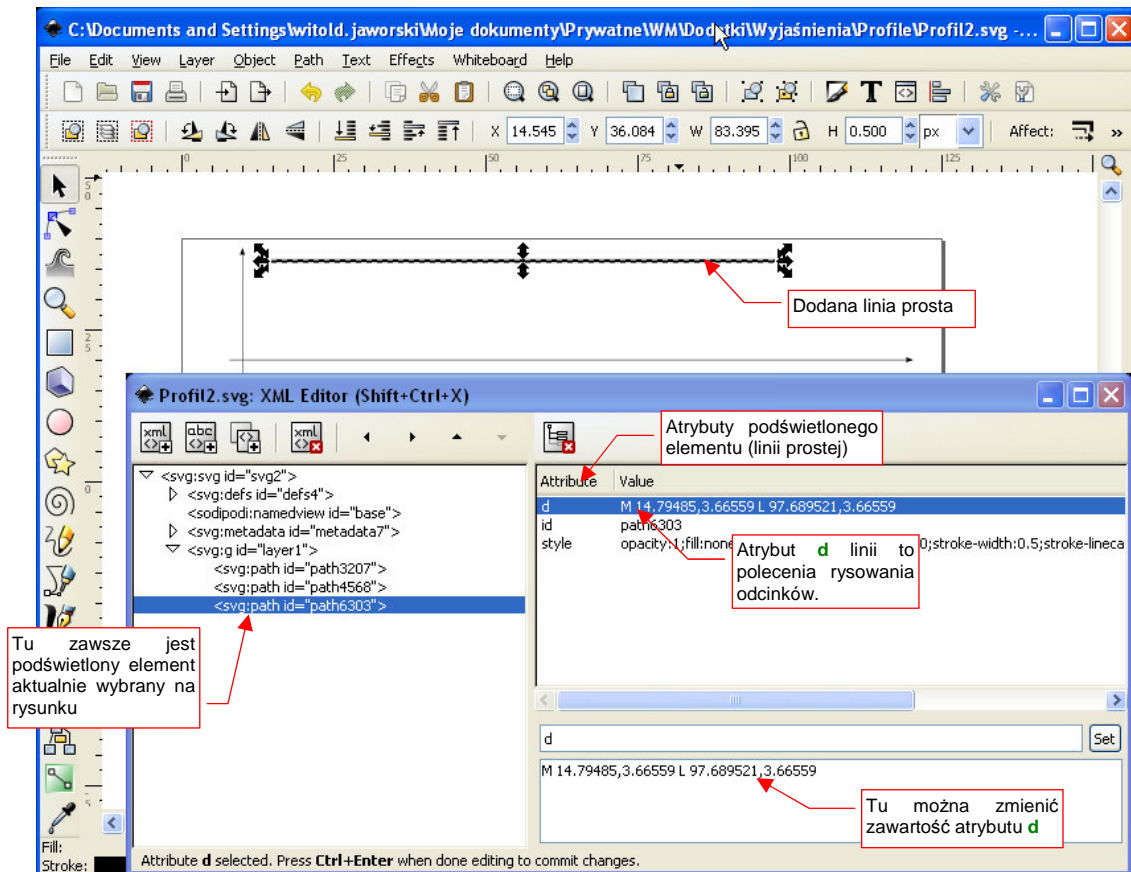 C:\Documents and Settings\witold.jaworski\Moje dokumenty\Prywatne\WM\Dodatki\Wyjaśnienia\Profile\Profil2.svg -...
File Edit View Layer Object Path Text Effects Whiteboard Help
X 14.545 Y 36.084 W 83.395 H 0.500 px Affect: »
0 25 50 75 100 125
5 0
Dodana linia prosta
2 5
Profil2.svg: XML Editor (Shift+Ctrl+X)
Atrybuty podświetlonego
elementu (linii prostej)
<svg:svg id="svg2">
<svg:defs id="defs4">
<sodipodi:namedview id="base">
<svg:metadata id="metadata7">
<svg:g id="layer1">
<svg:path id="path3207">
<svg:path id="path4568">
<svg:path id="path6303">
Attribute Value
d M 14.79485,3.66559 L 97.689521,3.66559
id path6303
style opacity:1;fill:none 0;stroke-width:0.5;stroke-lineca
Atrybut d linii to
polecenia rysowania
odcinków.
0
Tu zawsze jest
podświetlony element
aktualnie wybrany na
rysunku
d Set
M 14.79485,3.66559 L 97.689521,3.66559
Tu można zmienić
zawartość atrybutu d
5
Fill:
Stroke:
Attribute d selected. Press Ctrl+Enter when done editing to commit changes.